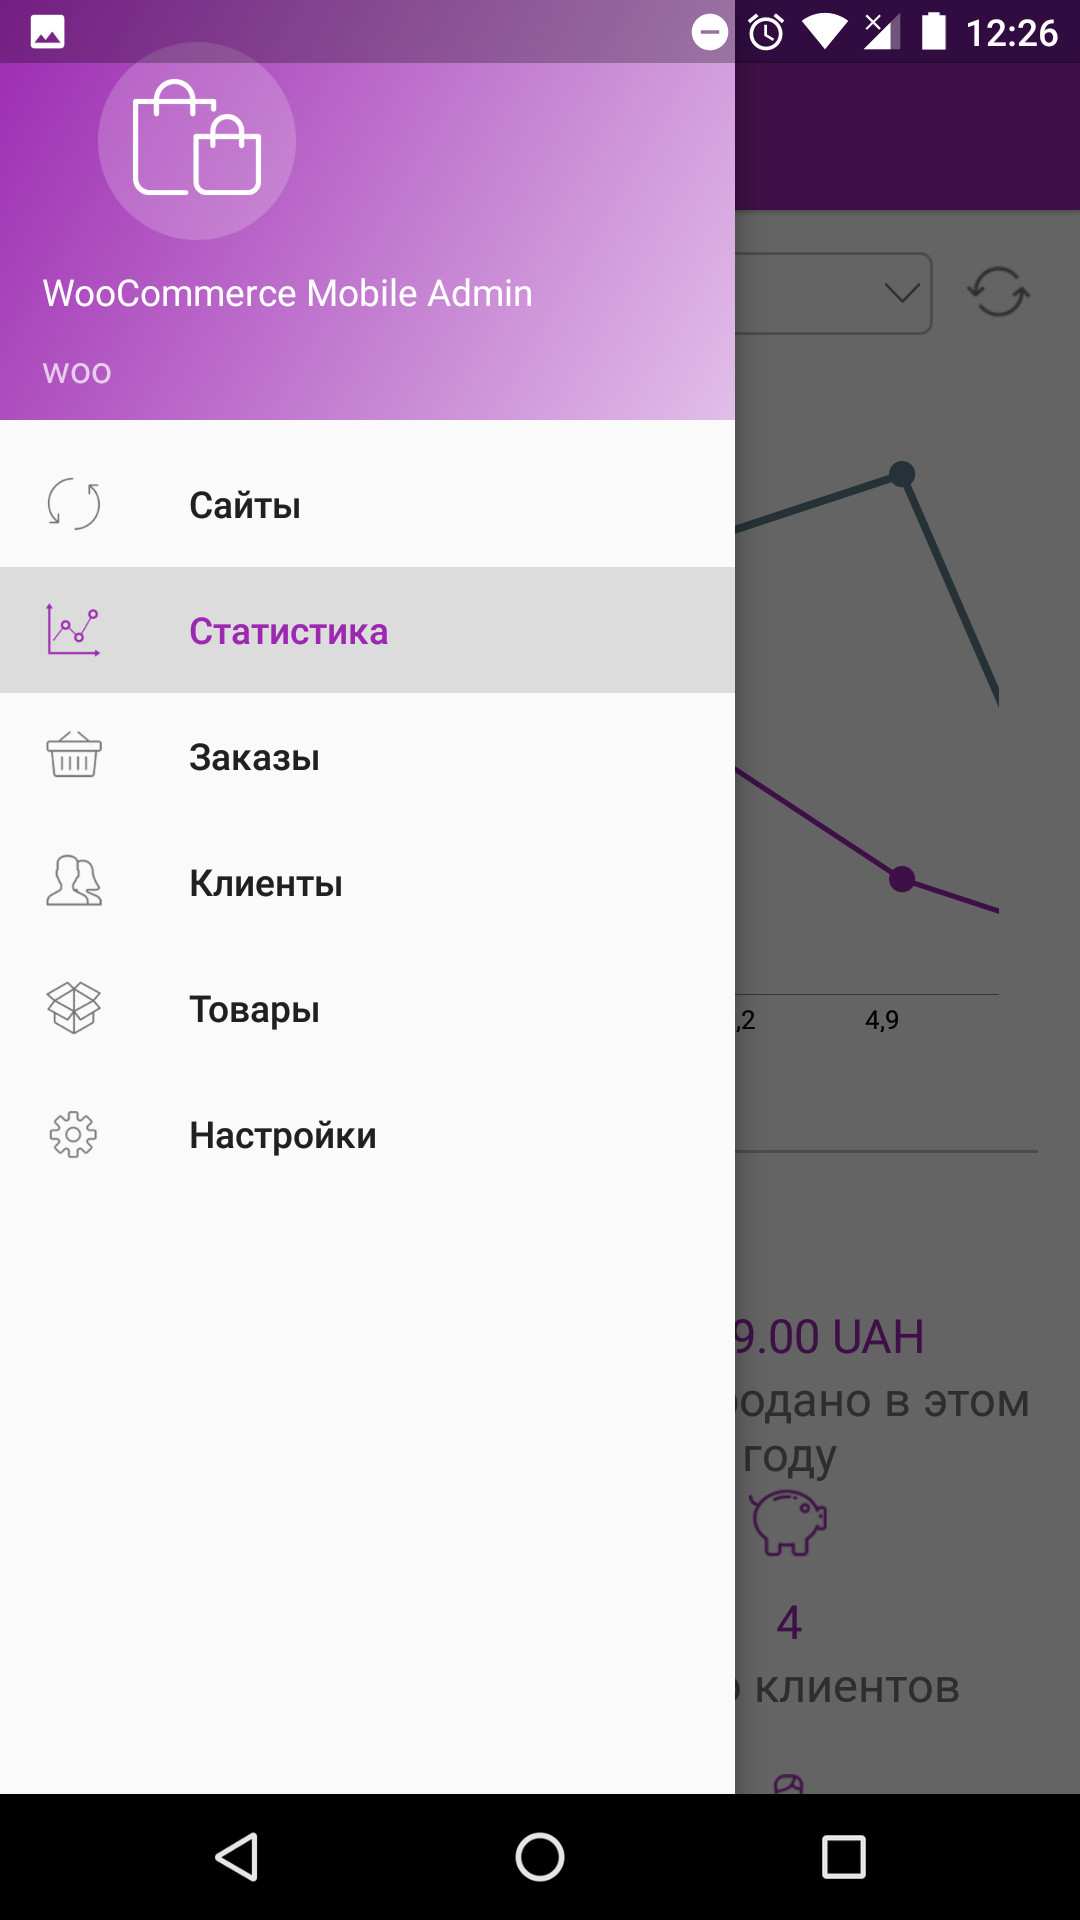 12:26
WooCommerce Mobile Admin
woo
Сайты
Статистика
Заказы
Клиенты
Товары
Настройки
,2 4,9
9.00 UAH
одано в этом
году
4
клиентов